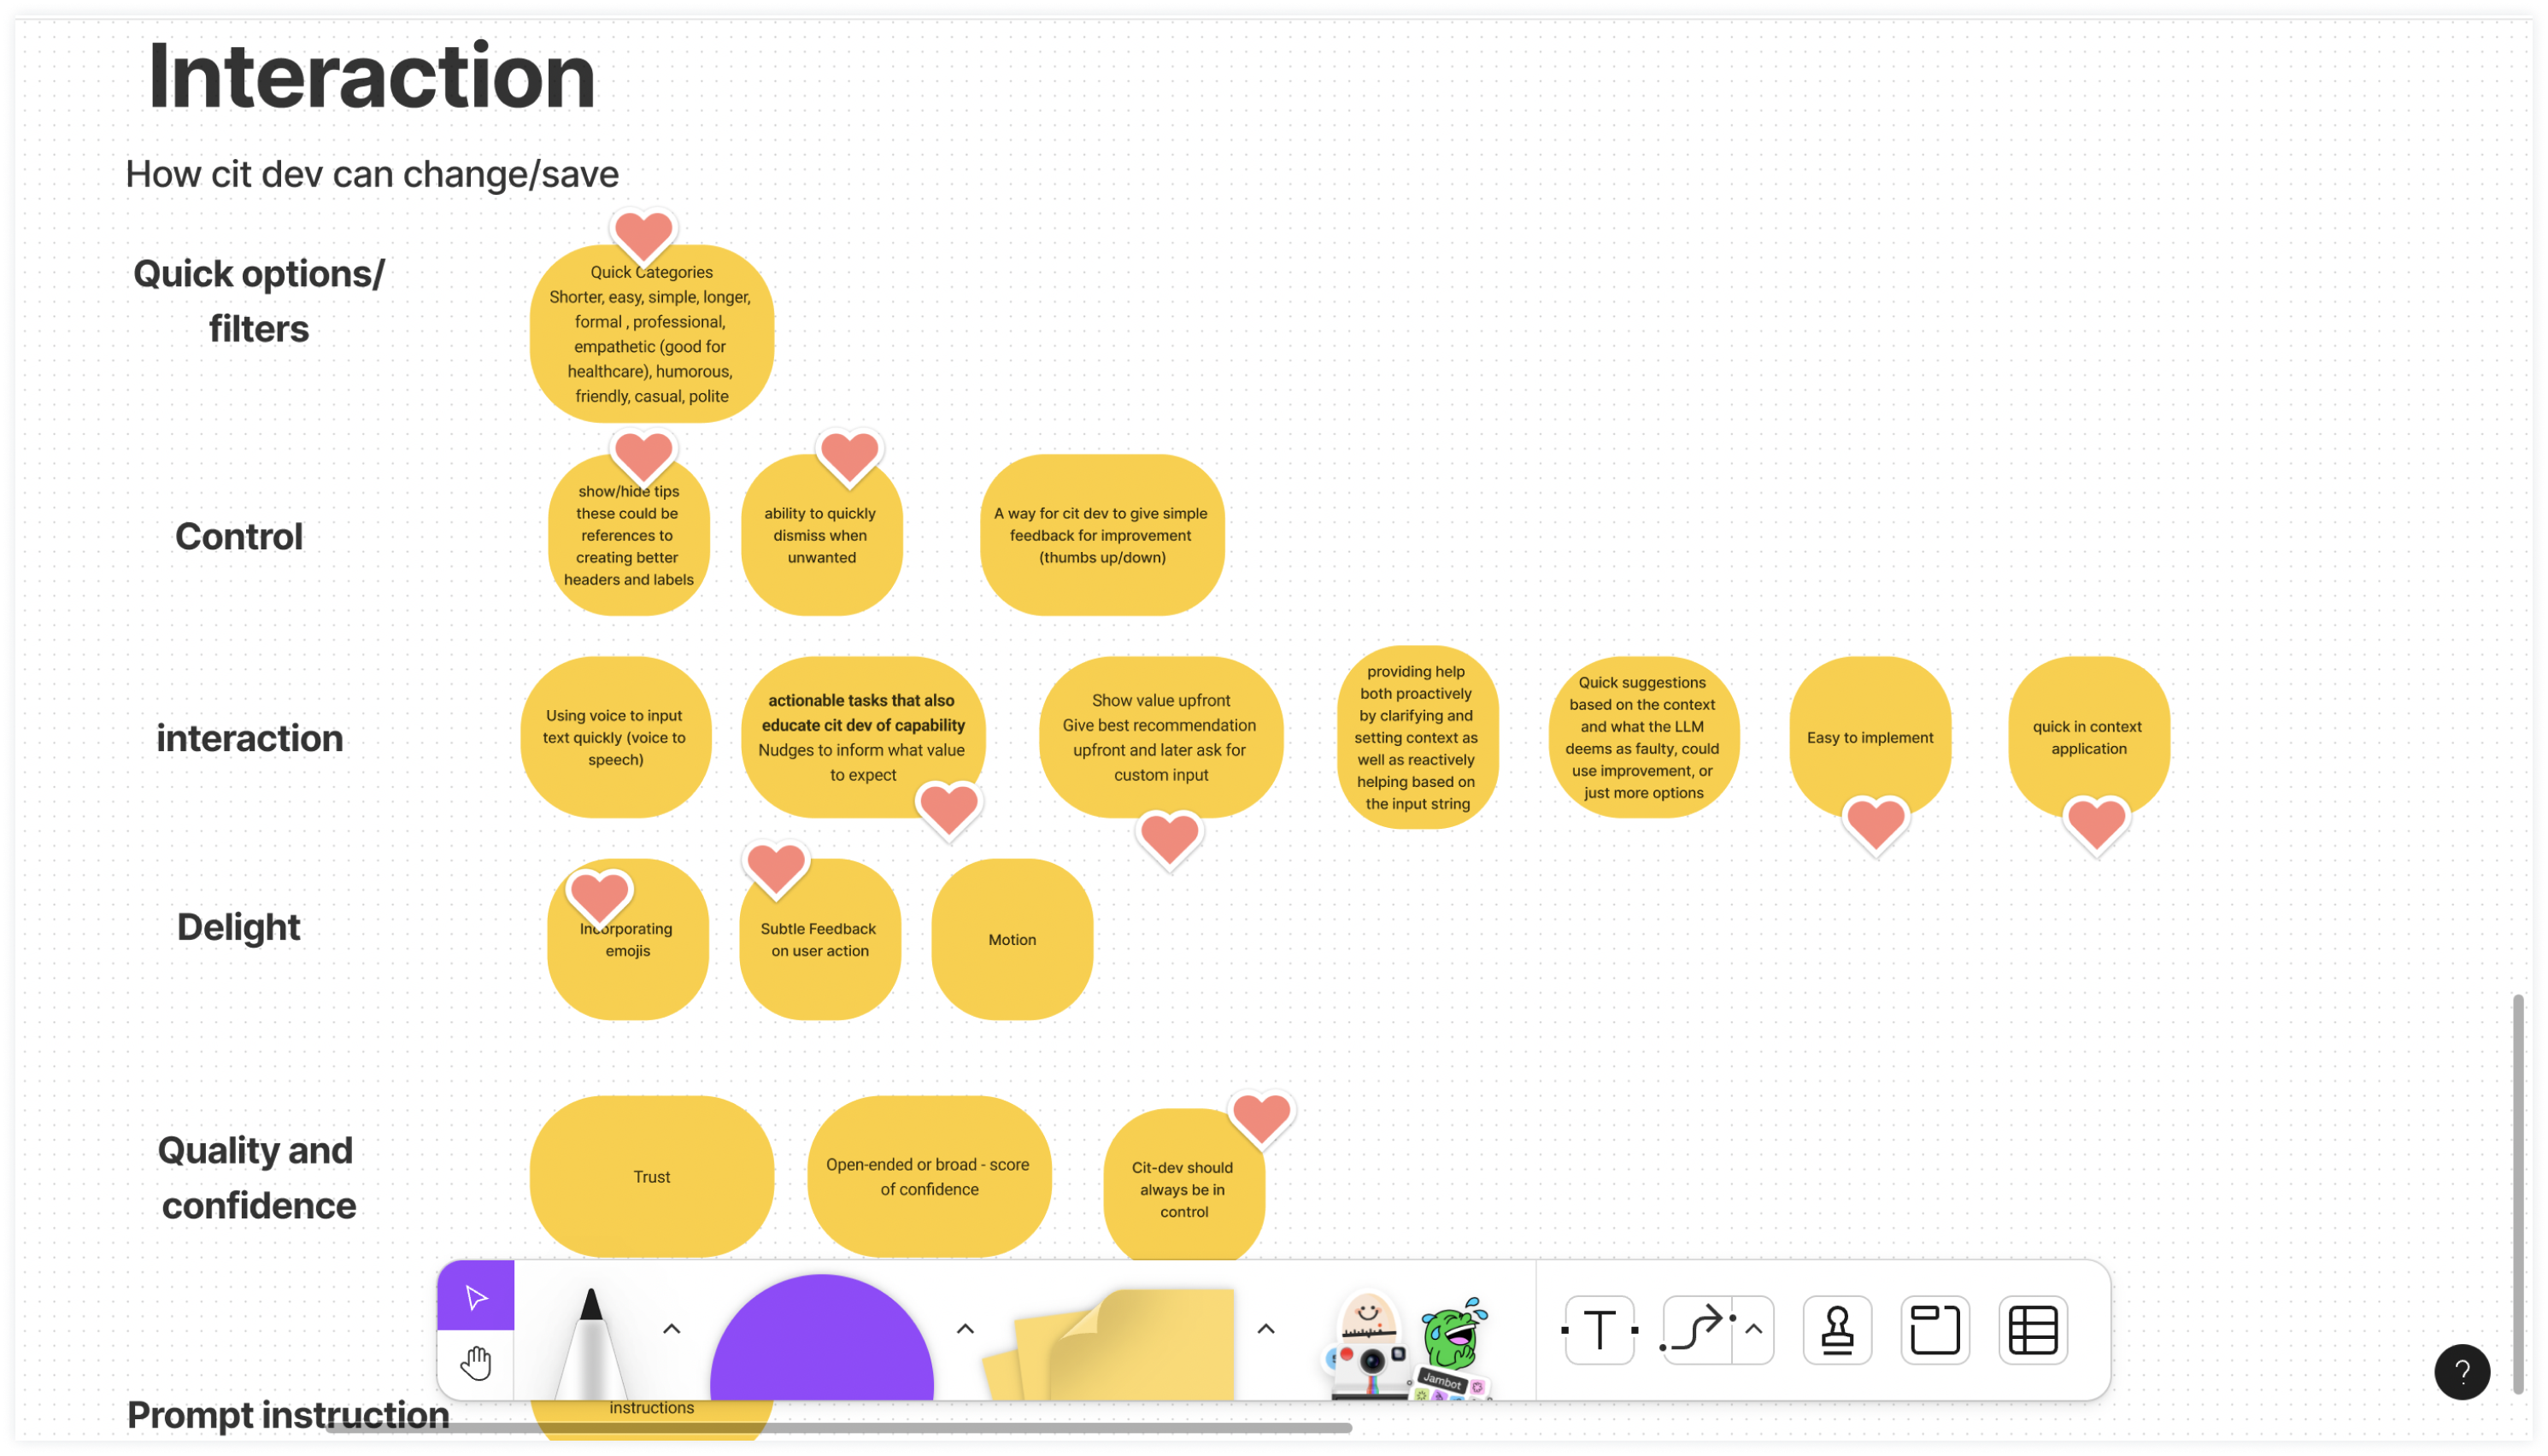 Interaction
How cit dev can change/save
Quick options/
filters
Quick Categories
Shorter, easy, simple, longer,
formal , professional,
empathetic (good for
healthcare), humorous,
friendly, casual, polite
Control
show/hide tips
these could be
references to
creating better
headers and labels
ability to quickly
dismiss when
unwanted
A way for cit dev to give simple
feedback for improvement
(thumbs up/down)
interaction
Using voice to input
text quickly (voice to
speech)
actionable tasks that also
educate cit dev of capability
Nudges to inform what value
to expect
Show value upfront
Give best recommendation
upfront and later ask for
custom input
providing help
both proactively
by clarifying and
setting context as
well as reactively
helping based on
the input string
Quick suggestions
based on the context
and what the LLM
deems as faulty, could
use improvement, or
just more options
Easy to implement
quick in context
application
Delight
Incorporating
emojis
Subtle Feedback
on user action
Motion
Quality and
confidence
Trust
Open-ended or broad - score
of confidence
Cit-dev should
always be in
control
T
Jambot
?
Prompt instruction
instructions